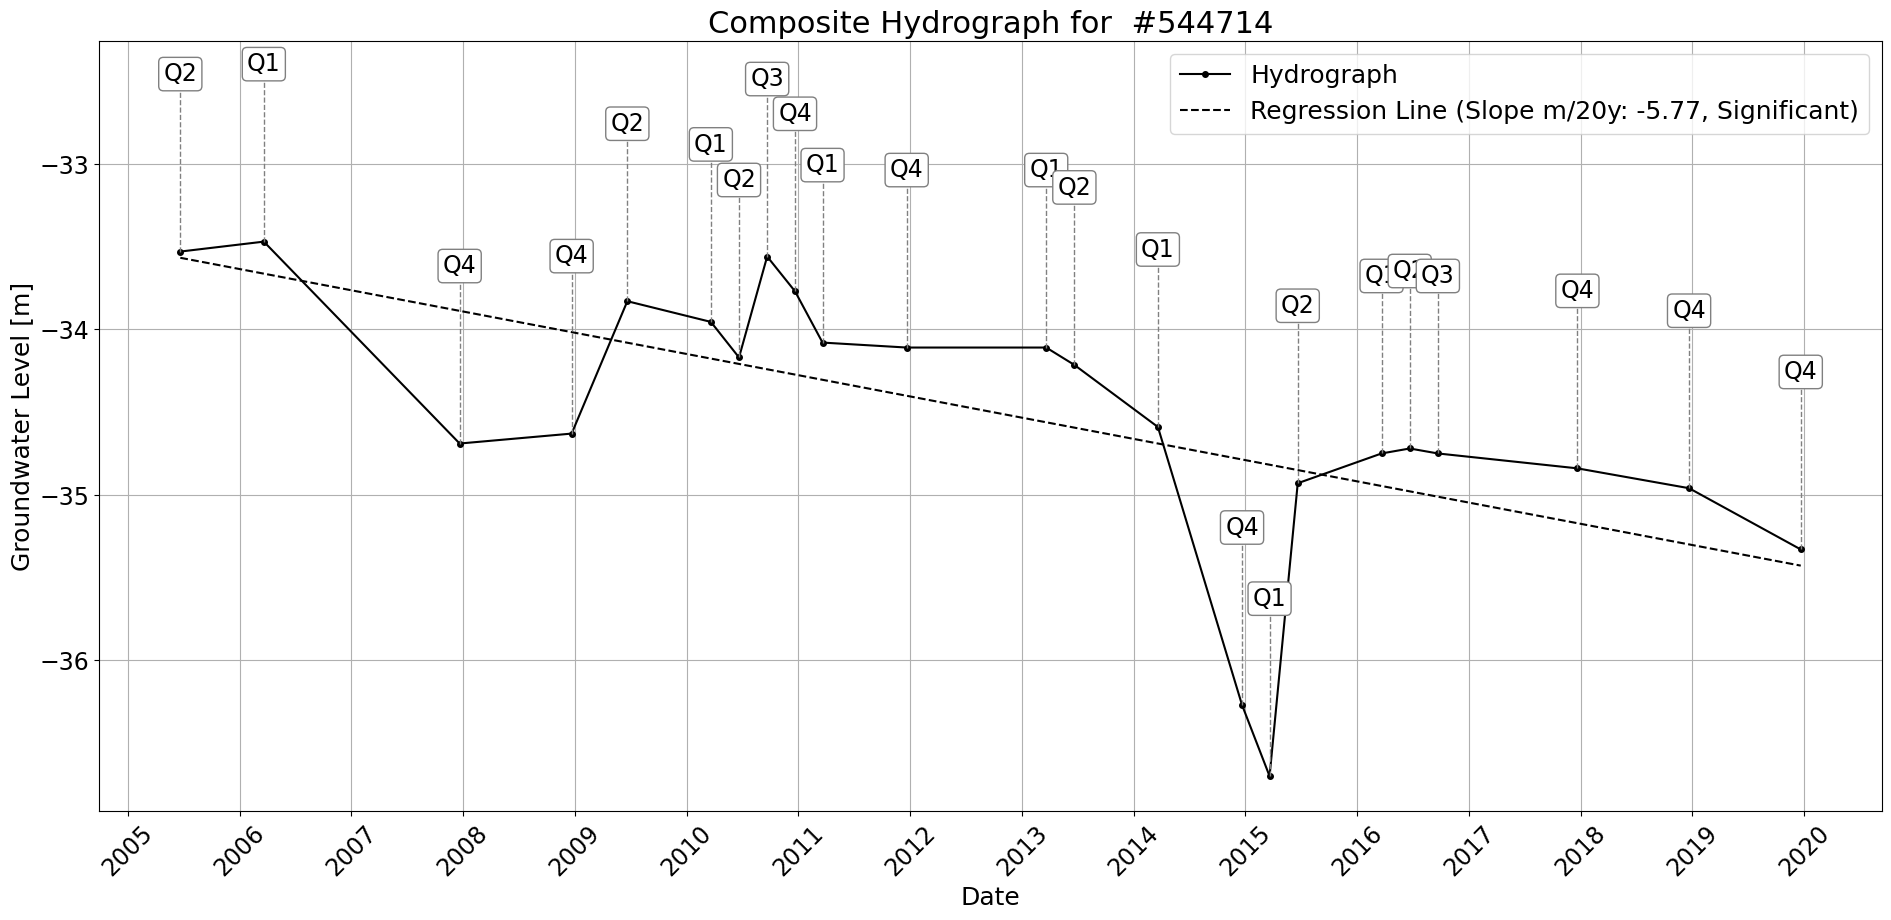 Composite Hydrograph for  #544714
Hydrograph
Regression Line (Slope m/20y: -5.77, Significant)
Q2
Q1
Q4
Q4
Q2
Q1
Q2
Q3
Q4
Q1
Q4
Q1
Q2
Q1
Q4
Q1
Q2
Q1
Q2
Q3
Q4
Q4
Q4
Groundwater Level [m]
−33
−34
−35
−36
2005
2006
2007
2008
2009
2010
2011
2012
2013
2014
2015
2016
2017
2018
2019
2020
Date